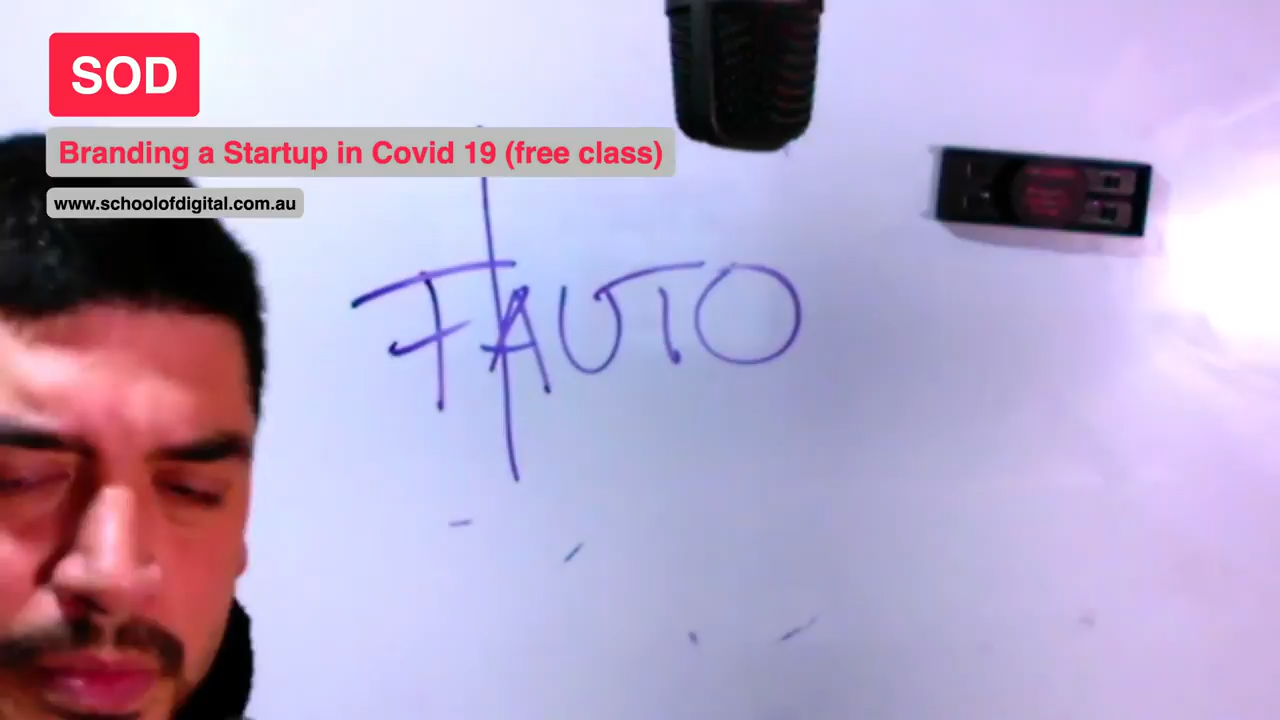 SOD
Branding a Startup in Covid 19 (free class)
www.schoolofdigital.com.au
FAUTO